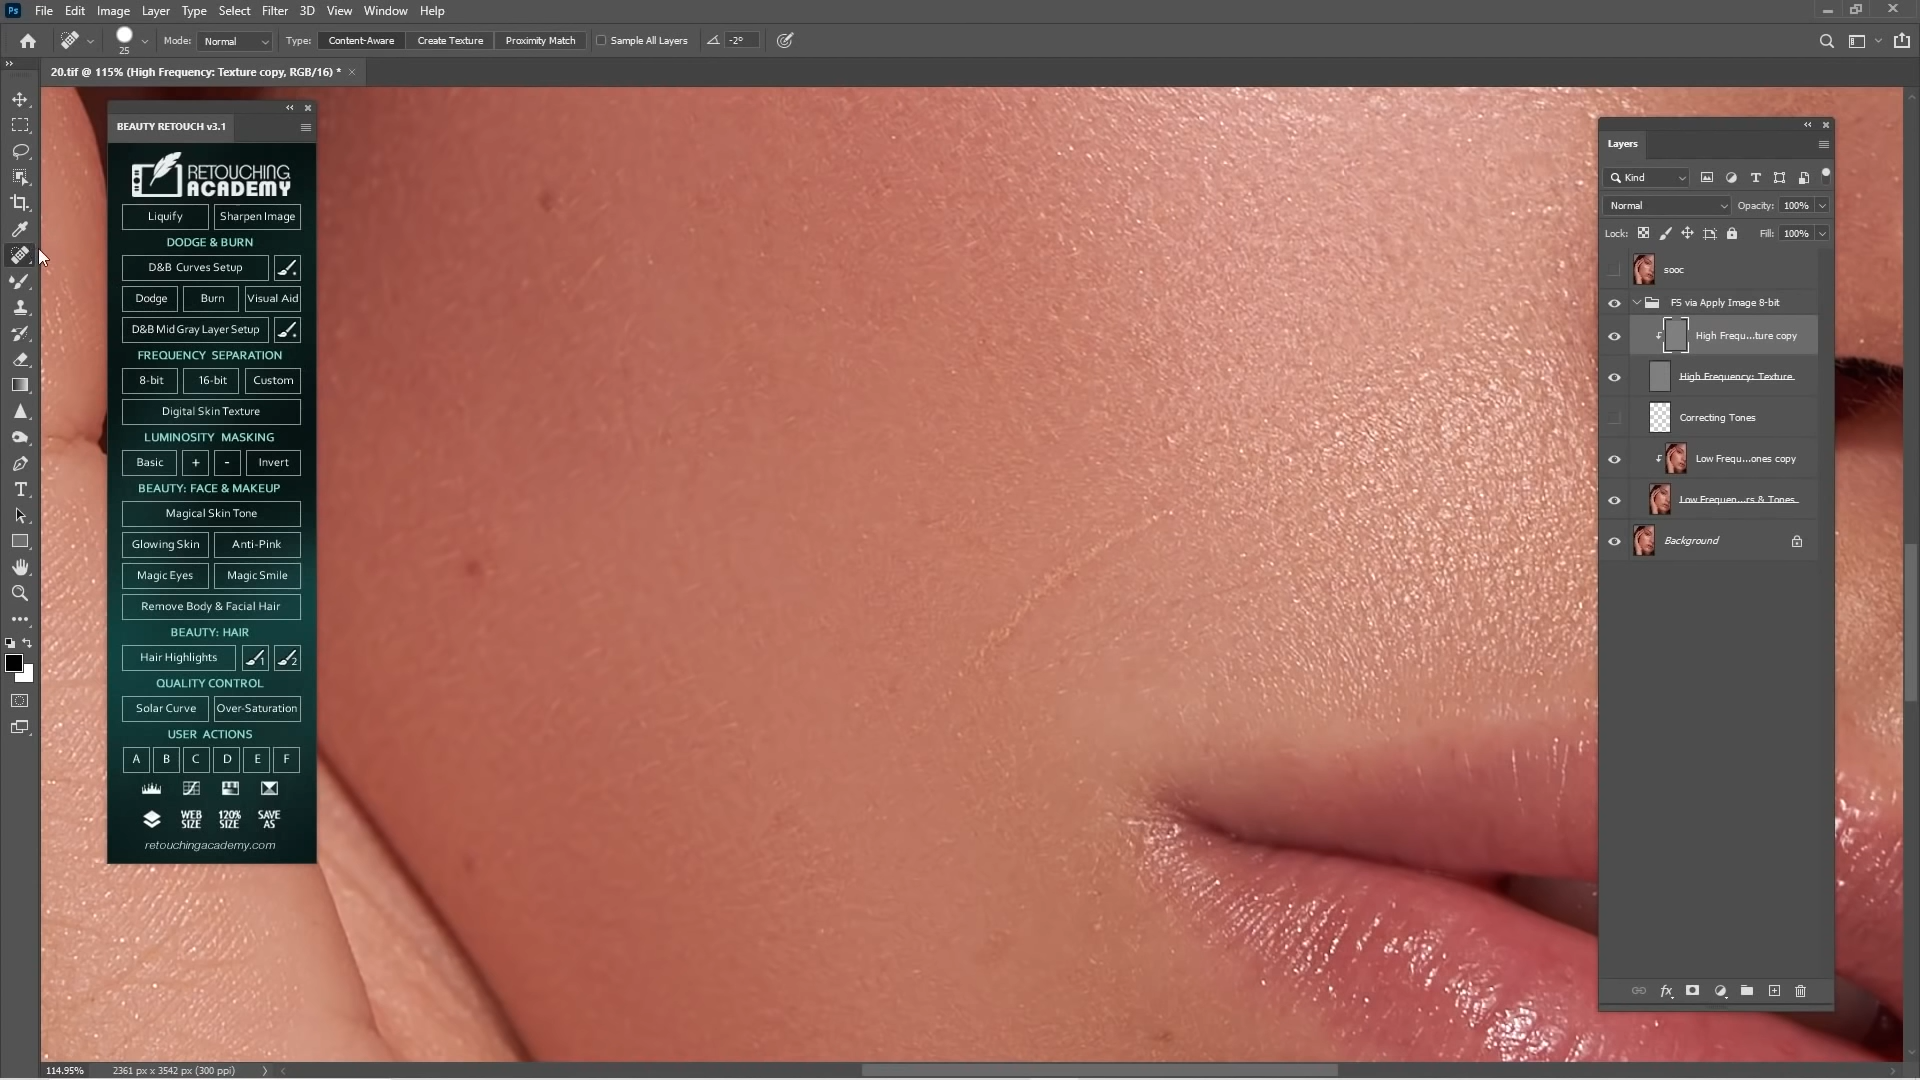 Ps File Edit Image Layer Type Select Filter 3D View Window Help
25 Mode: Normal Type: Content-Aware Create Texture Proximity Match Sample All Layers -2°
20.tif @ 115% (High Frequency: Texture copy, RGB/16) *
BEAUTY RETOUCH v3.1
RETOUCHING
ACADEMY
Liquify Sharpen Image
DODGE & BURN
D&B Curves Setup
Dodge Burn Visual Aid
D&B Mid Gray Layer Setup
FREQUENCY SEPARATION
8-bit 16-bit Custom
Digital Skin Texture
LUMINOSITY MASKING
Basic + - Invert
BEAUTY: FACE & MAKEUP
Magical Skin Tone
Glowing Skin Anti-Pink
Magic Eyes Magic Smile
Remove Body & Facial Hair
BEAUTY: HAIR
Hair Highlights 1 2
QUALITY CONTROL
Solar Curve Over-Saturation
USER ACTIONS
A B C D E F
WEB SIZE 120% SIZE SAVE AS
retouchingacademy.com
Layers
Kind
Normal Opacity: 100%
Lock: Fill: 100%
sooc
FS via Apply Image 8-bit
High Frequ...ture copy
High Frequency: Texture
Correcting Tones
Low Frequ...ones copy
Low Frequen...rs & Tones
Background
fx
114.95% 2361 px x 3542 px (300 ppi)